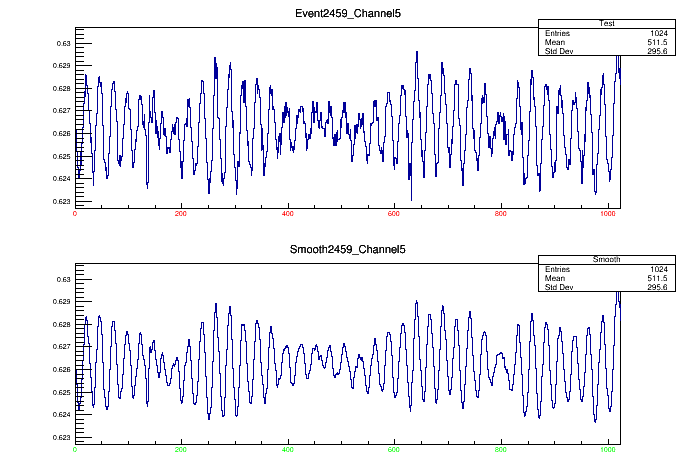 Event2459_Channel5
Test
Entries 1024
Mean 511.5
Std Dev 295.6
0.63
0.629
0.628
0.627
0.626
0.625
0.624
0.623
0 200 400 600 800 1000
Smooth2459_Channel5
Smooth
Entries 1024
Mean 511.5
Std Dev 295.6
0.63
0.629
0.628
0.627
0.626
0.625
0.624
0.623
0 200 400 600 800 1000